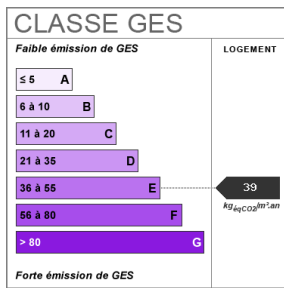 CLASSE GES
Faible émission de GES
LOGEMENT
≤ 5 A
6 à 10 B
11 à 20 C
21 à 35 D
36 à 55 E
39
kgéqCO2/m².an
56 à 80 F
> 80 G
Forte émission de GES